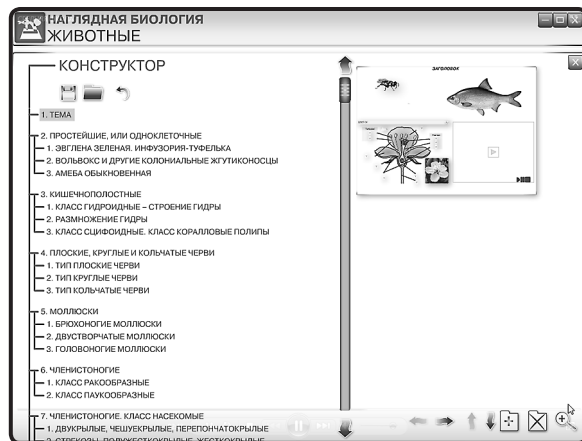 НАГЛЯДНАЯ БИОЛОГИЯ
ЖИВОТНЫЕ
КОНСТРУКТОР
1. ТЕМА
2. ПРОСТЕЙШИЕ, ИЛИ ОДНОКЛЕТОЧНЫЕ
1. ЭВГЛЕНА ЗЕЛЕНАЯ. ИНФУЗОРИЯ-ТУФЕЛЬКА
2. ВОЛЬВОКС И ДРУГИЕ КОЛОНИАЛЬНЫЕ ЖГУТИКОНОСЦЫ
3. АМЕБА ОБЫКНОВЕННАЯ
3. КИШЕЧНОПОЛОСТНЫЕ
1. КЛАСС ГИДРОИДНЫЕ – СТРОЕНИЕ ГИДРЫ
2. РАЗМНОЖЕНИЕ ГИДРЫ
3. КЛАСС СЦИФОИДНЫЕ. КЛАСС КОРАЛЛОВЫЕ ПОЛИПЫ
4. ПЛОСКИЕ, КРУГЛЫЕ И КОЛЬЧАТЫЕ ЧЕРВИ
1. ТИП ПЛОСКИЕ ЧЕРВИ
2. ТИП КРУГЛЫЕ ЧЕРВИ
3. ТИП КОЛЬЧАТЫЕ ЧЕРВИ
5. МОЛЛЮСКИ
1. БРЮХОНОГИЕ МОЛЛЮСКИ
2. ДВУСТВОРЧАТЫЕ МОЛЛЮСКИ
3. ГОЛОВОНОГИЕ МОЛЛЮСКИ
6. ЧЛЕНИСТОНОГИЕ
1. КЛАСС РАКООБРАЗНЫЕ
2. КЛАСС ПАУКООБРАЗНЫЕ
7. ЧЛЕНИСТОНОГИЕ. КЛАСС НАСЕКОМЫЕ
1. ДВУКРЫЛЫЕ, ЧЕШУЕКРЫЛЫЕ, ПЕРЕПОНЧАТОКРЫЛЫЕ
2. СТРЕКОЗЫ, ПОЛУЖЕСТКОКРЫЛЫЕ, ЖЕСТКОКРЫЛЫЕ
ЗАГОЛОВОК